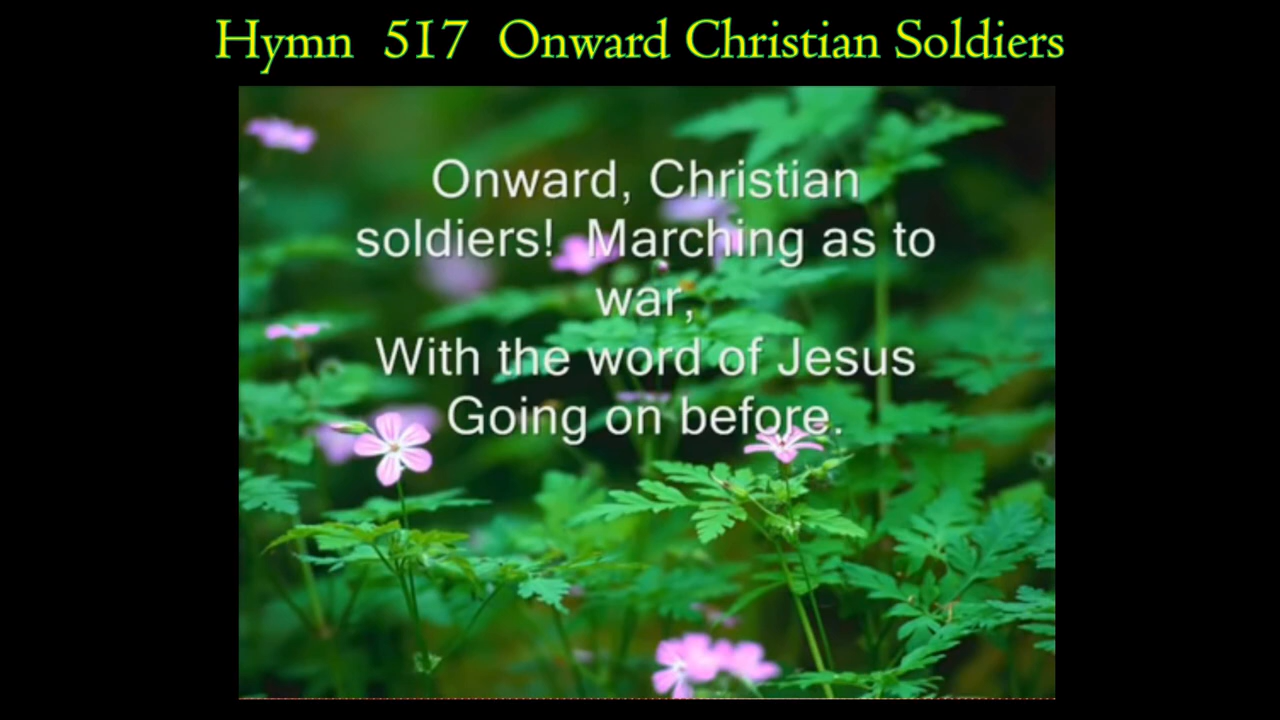 Hymn 517 Onward Christian Soldiers
Onward, Christian
soldiers! Marching as to
war,
With the word of Jesus
Going on before.